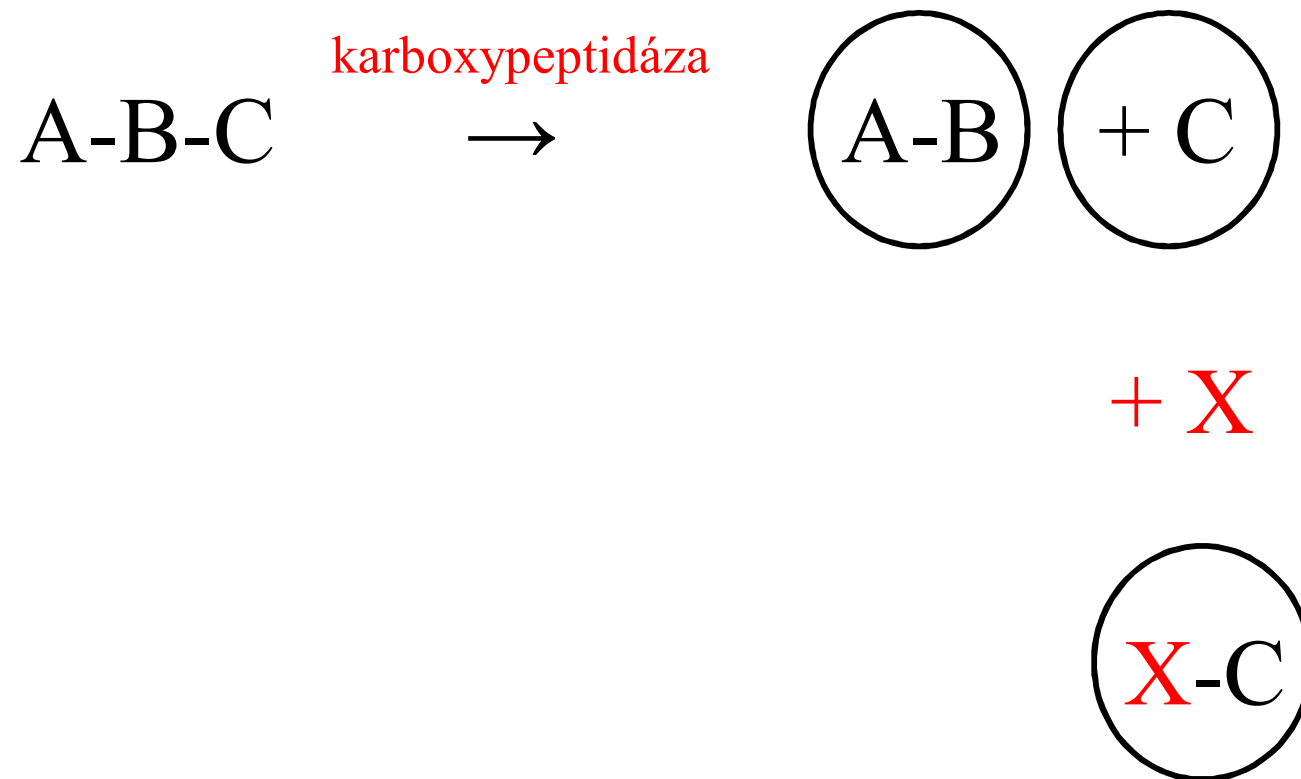 karboxypeptidáza
A-B-C → A-B + C
+ X
X-C